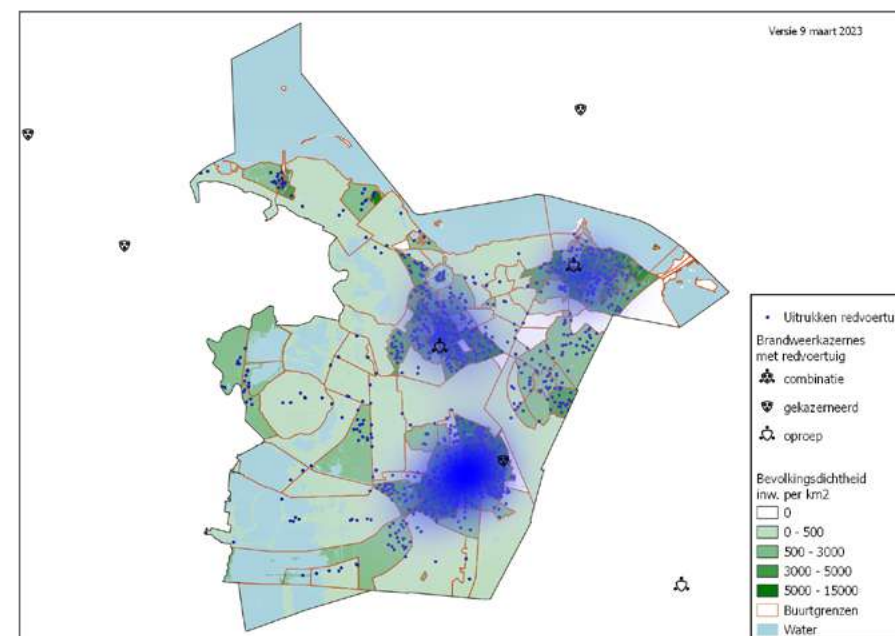 Versie 9 maart 2023
Uitrukken redvoertu
Brandweerkazernes
met redvoertuig
combinatie
gekazerneerd
oproep
Bevolkingsdichtheid
inw. per km2
0
0 - 500
500 - 3000
3000 - 5000
5000 - 15000
Buurtgrenzen
Water